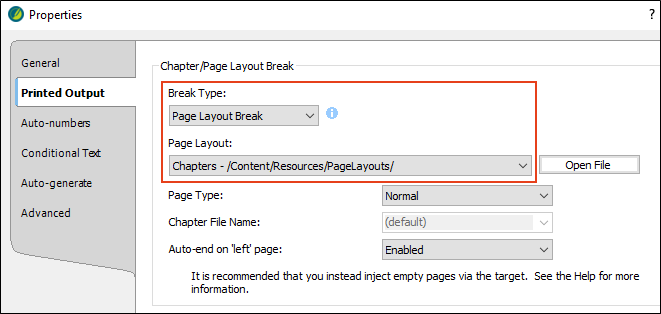 Properties
?
General
Printed Output
Auto-numbers
Conditional Text
Auto-generate
Advanced
Chapter/Page Layout Break
Break Type:
Page Layout Break
Page Layout:
Chapters - /Content/Resources/PageLayouts/
Open File
Page Type:
Normal
Chapter File Name:
(default)
Auto-end on 'left' page:
Enabled
It is recommended that you instead inject empty pages via the target. See the Help for more
information.